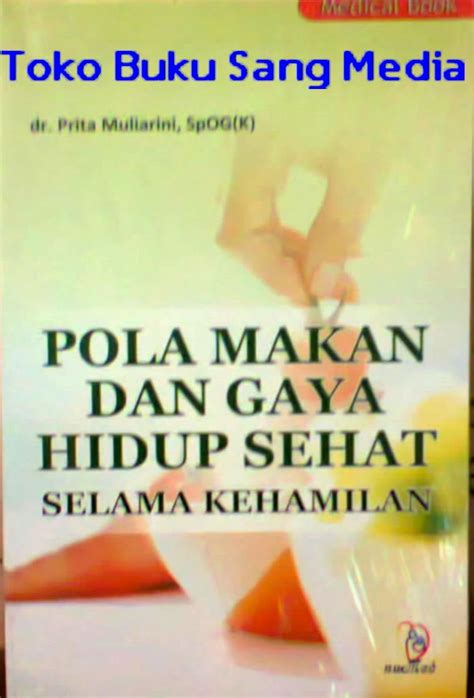 Medical Book
Toko Buku Sang Media
dr. Prita Muliarini, SpOG(K)
POLA MAKAN
DAN GAYA
HIDUP SEHAT
SELAMA KEHAMILAN
nuMed